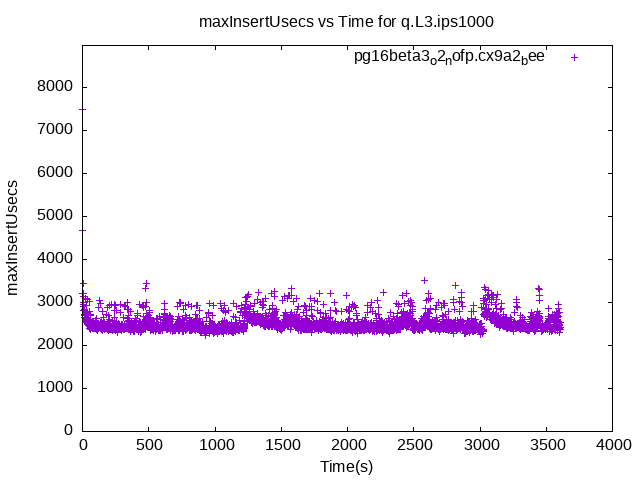 maxInsertUsecs vs Time for q.L3.ips1000
pg16beta3o2nofp.cx9a2bee
8000
7000
6000
5000
4000
3000
2000
1000
0
maxInsertUsecs
0 500 1000 1500 2000 2500 3000 3500 4000
Time(s)